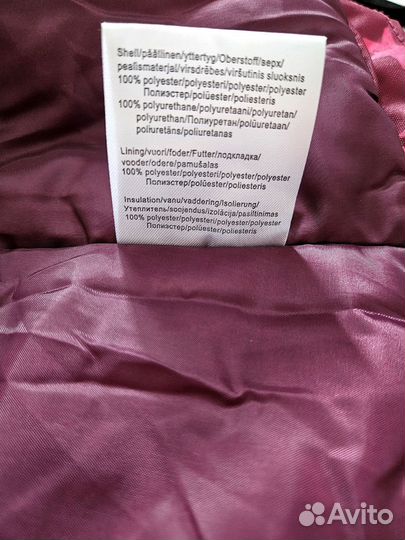 Shell/päällinen/yttertyg/Oberstoff/верх/
pealismaterjal/virsdrēbes/viršutinis sluoksnis
100% polyester/polyesteri/polyester/polyester
Полиэстер/polüester/poliesteris
100% polyurethane/polyuretaani/polyuretan/
polyurethan/Полиуретан/polüuretaan/
poliuretāns/poliuretanas
Lining/vuori/foder/Futter/подкладка/
vooder/odere/pamušalas/
100% polyester/polyesteri/polyester/polyester
Полиэстер/polüester/poliesteris
Insulation/vanu/vaddering/Isolierung/
Утеплитель/soojendus/izolācija/pašiltinimas
100% polyester/polyesteri/polyester/polyester
Полиэстер/polüester/poliesteris
Avito